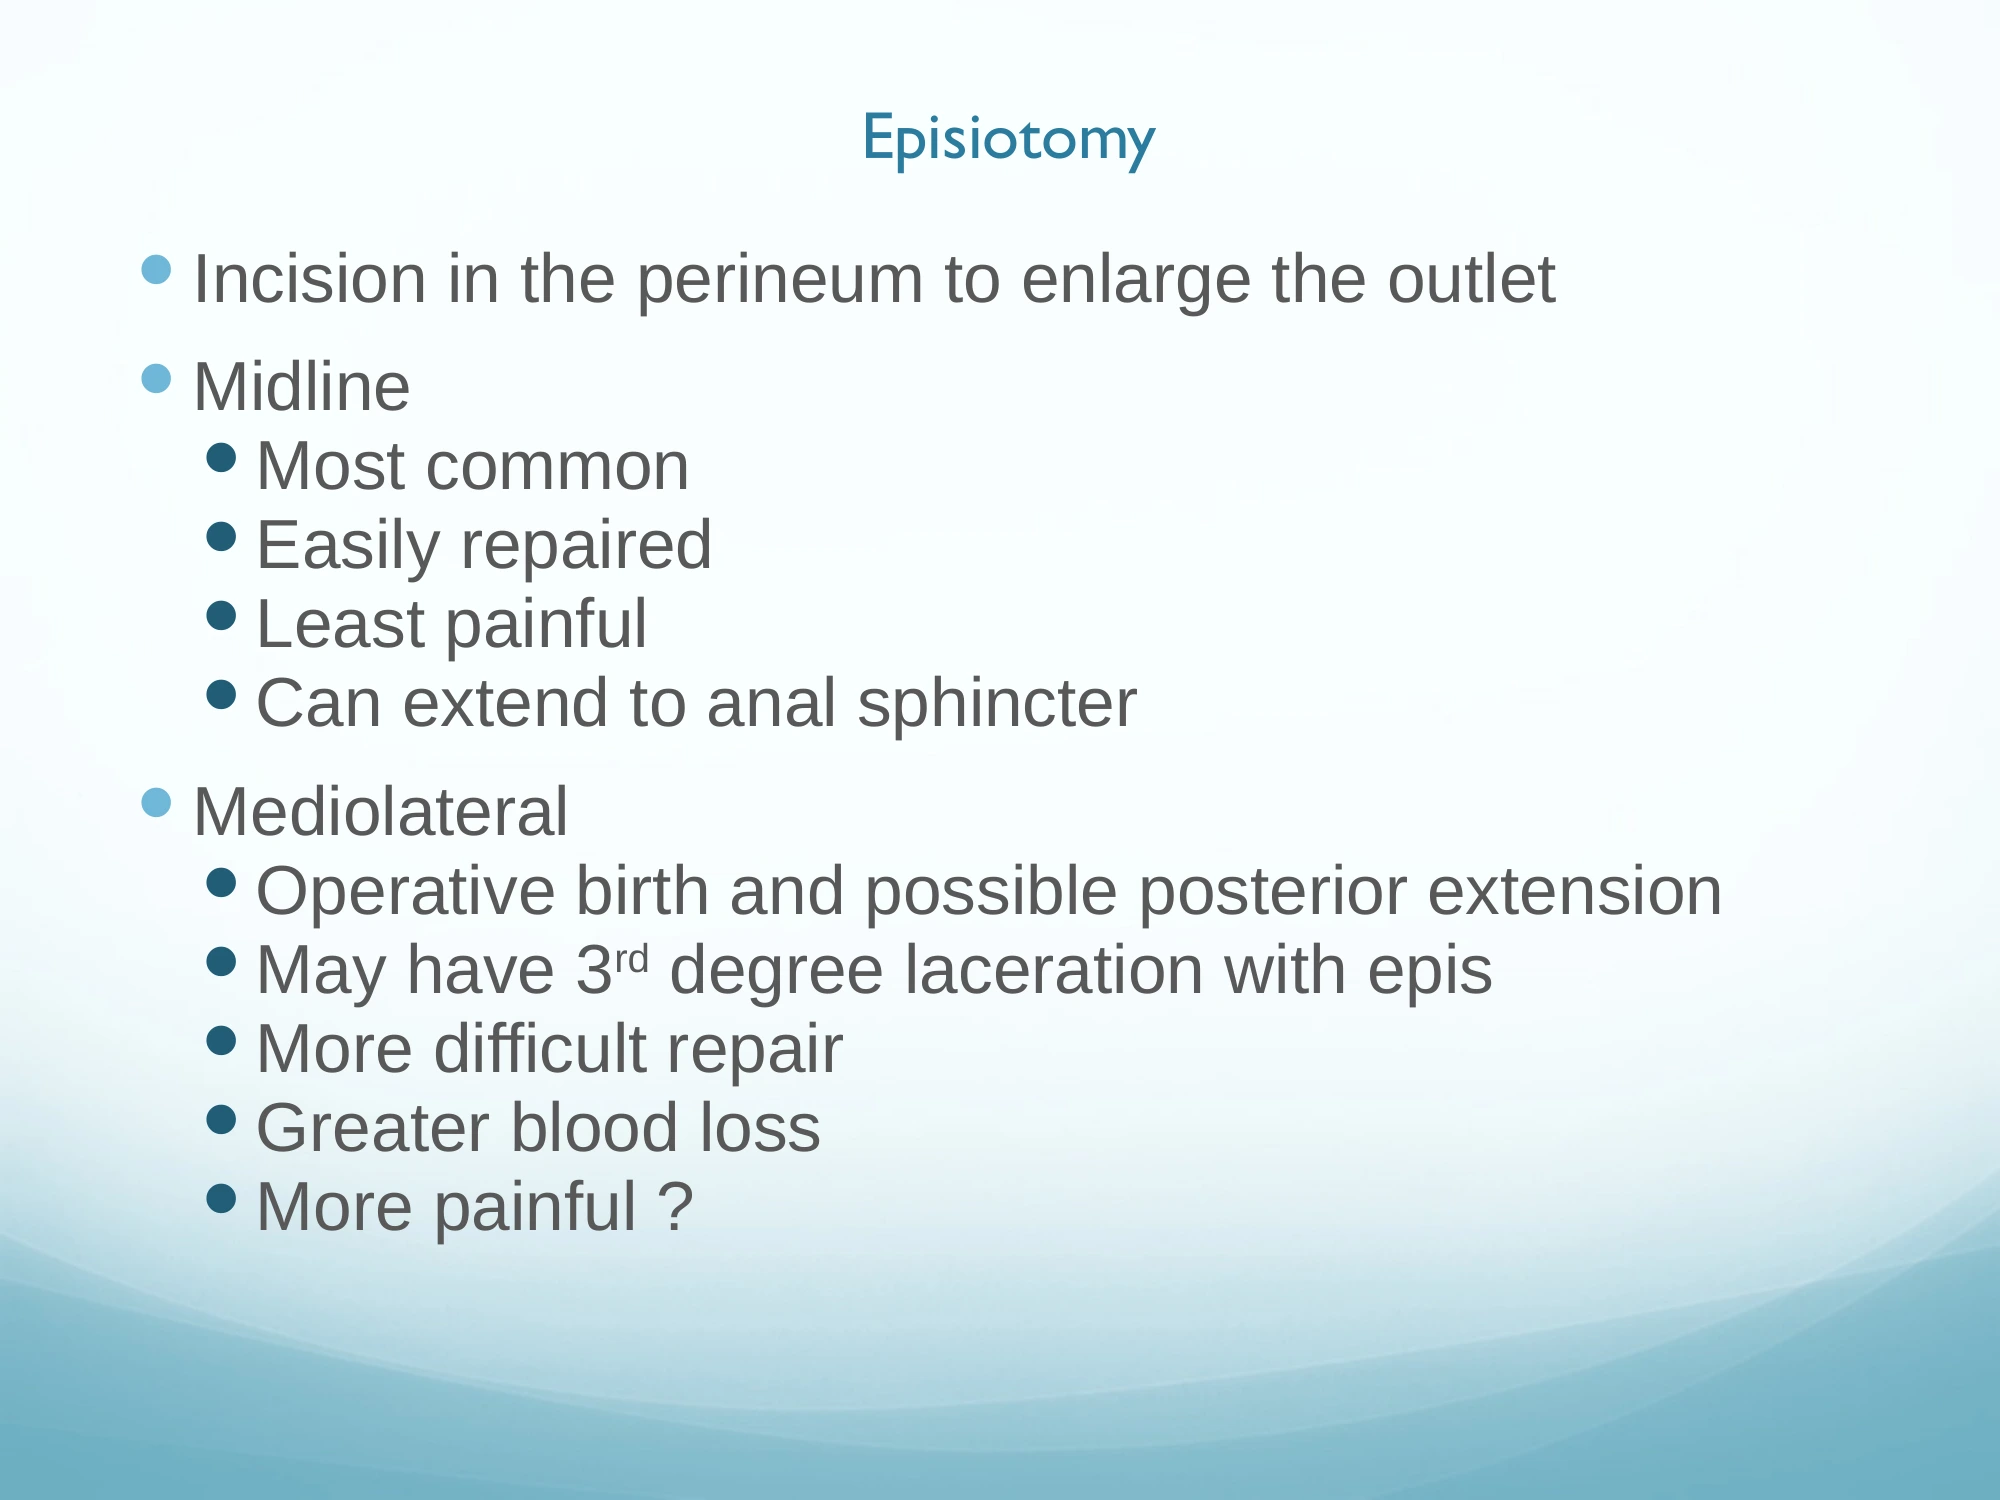 Episiotomy
• Incision in the perineum to enlarge the outlet
• Midline
• Most common
• Easily repaired
• Least painful
• Can extend to anal sphincter
• Mediolateral
• Operative birth and possible posterior extension
• May have 3rd degree laceration with epis
• More difficult repair
• Greater blood loss
• More painful ?